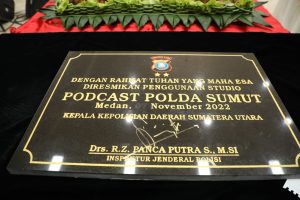 DENGAN RAHMAT TUHAN YANG MAHA ESA
DIRESMIKAN PENGGUNAAN STUDIO
PODCAST POLDA SUMUT
Medan, November 2022
KEPALA KEPOLISIAN DAERAH SUMATERA UTARA
Drs. R.Z. PANCA PUTRA S., M.SI
INSPEKTUR JENDERAL POLISI